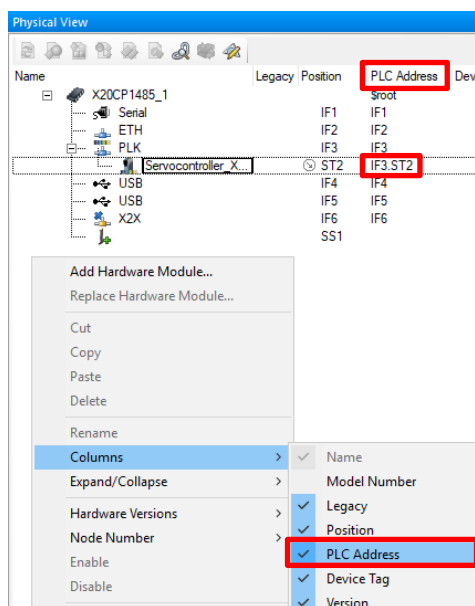 Physical View
Name Legacy Position PLC Address Dev
X20CP1485_1 $root
Serial IF1 IF1
ETH IF2 IF2
PLK IF3 IF3
Servocontroller_X... ST2 IF3.ST2
USB IF4 IF4
USB IF5 IF5
X2X IF6 IF6
SS1
Add Hardware Module...
Replace Hardware Module...
Cut
Copy
Paste
Delete
Rename
Columns
Name
Expand/Collapse
Model Number
Hardware Versions
Legacy
Node Number
Position
Enable
PLC Address
Disable
Device Tag
Version